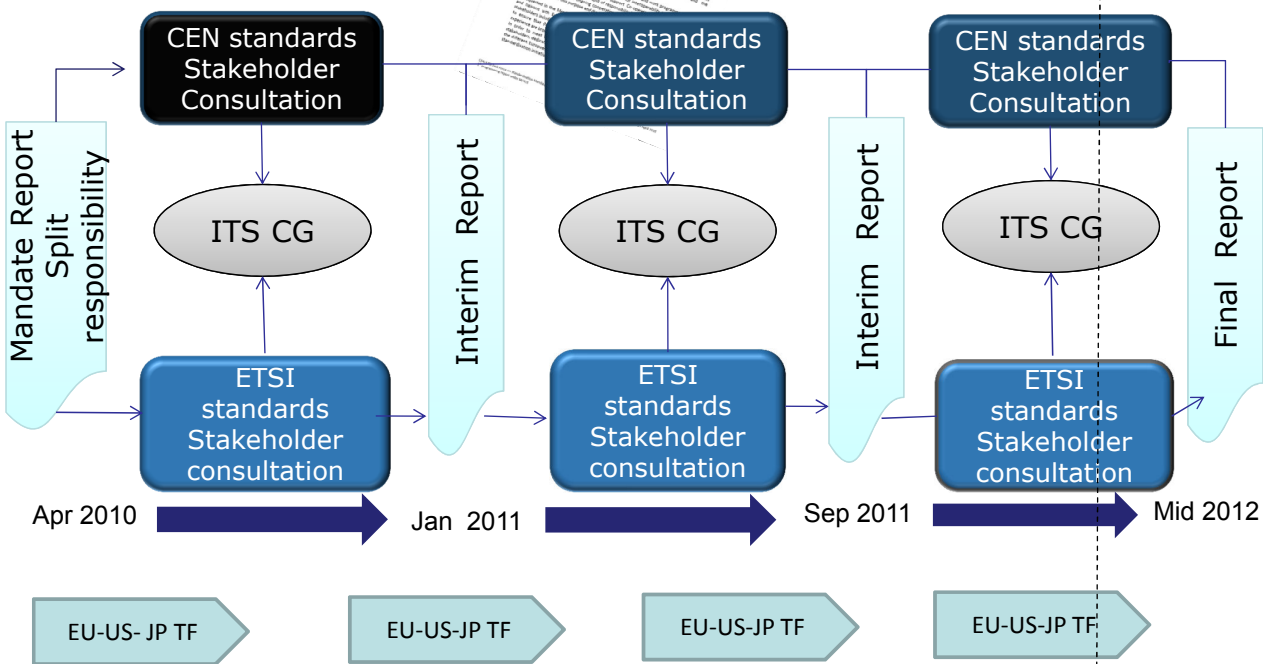 CEN standards
Stakeholder
Consultation
CEN standards
Stakeholder
Consultation
CEN standards
Stakeholder
Consultation
Mandate Report
Split
responsibility
ITS CG
Interim Report
ITS CG
Interim Report
ITS CG
Final Report
ETSI
standards
Stakeholder
consultation
ETSI
standards
Stakeholder
consultation
ETSI
standards
Stakeholder
consultation
Apr 2010
Jan 2011
Sep 2011
Mid 2012
EU-US- JP TF
EU-US-JP TF
EU-US-JP TF
EU-US-JP TF